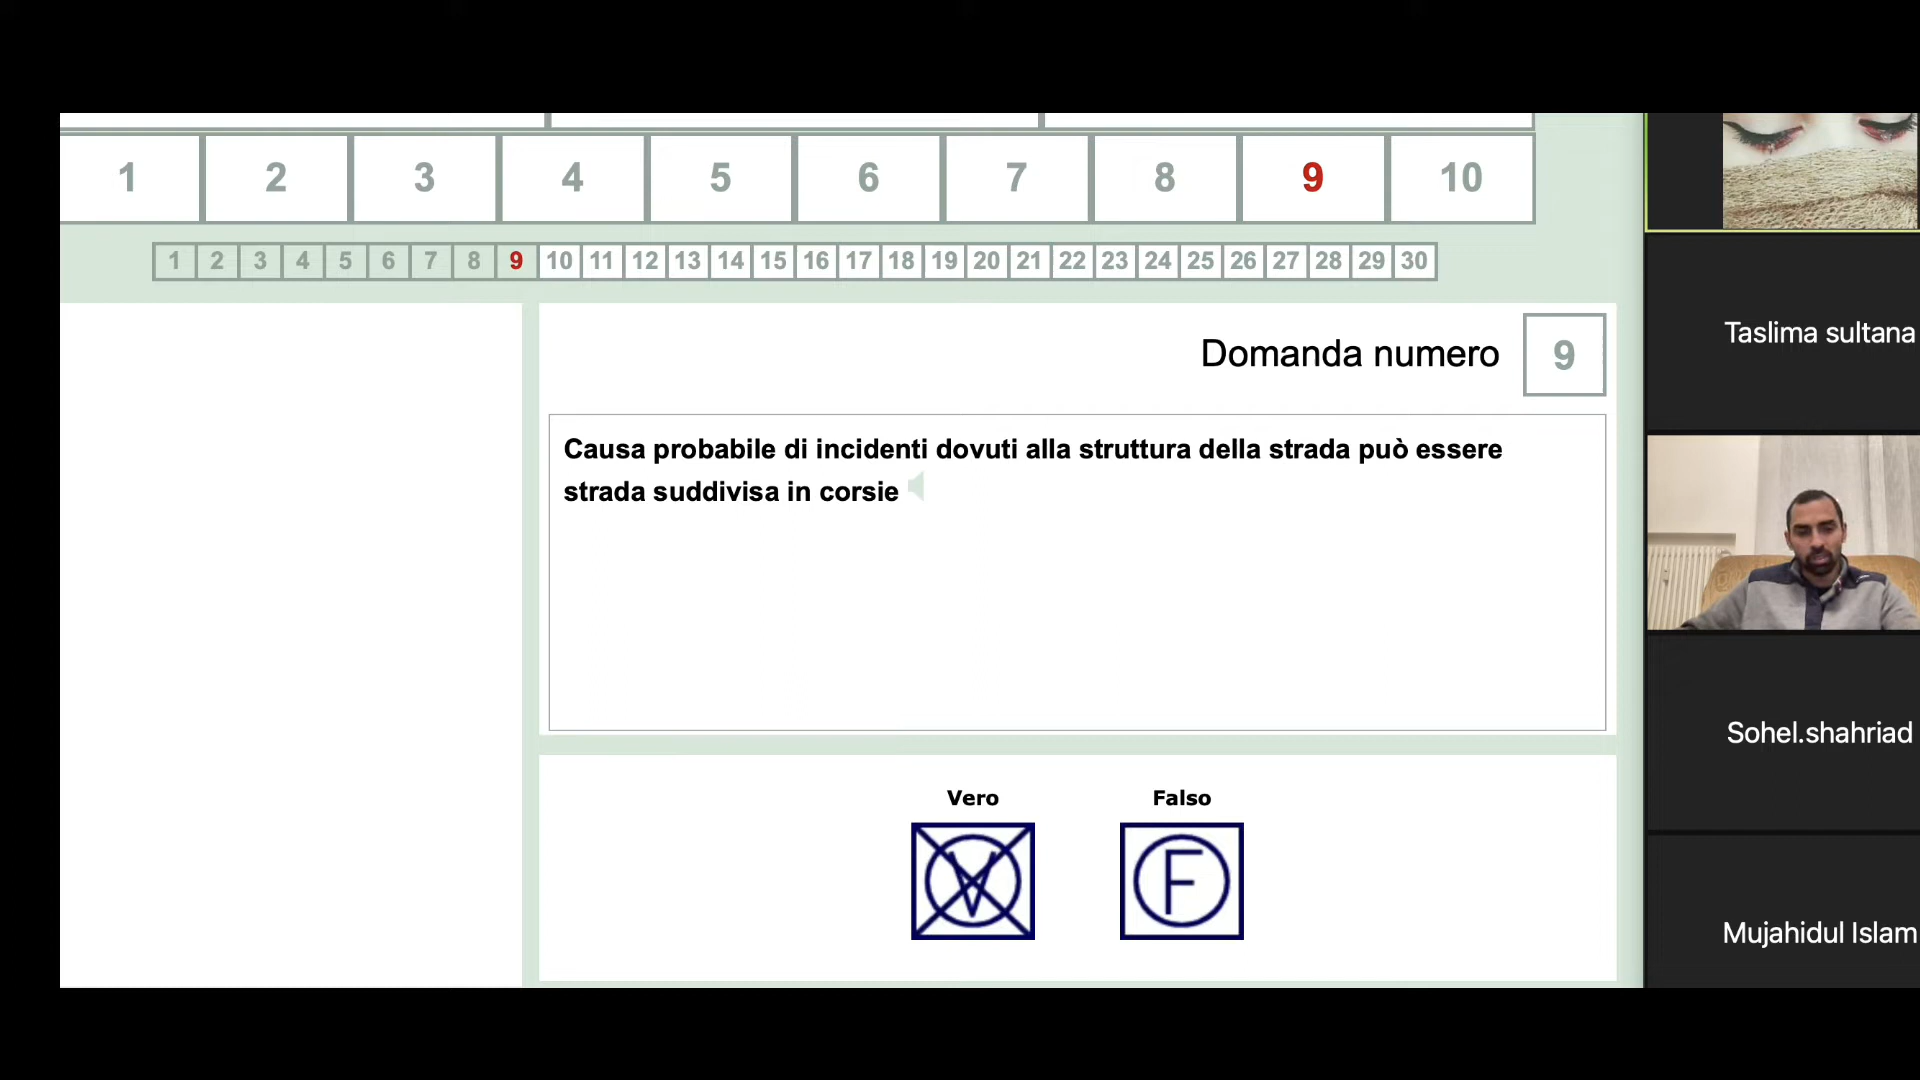 1 2 3 4 5 6 7 8 9 10
1 2 3 4 5 6 7 8 9 10 11 12 13 14 15 16 17 18 19 20 21 22 23 24 25 26 27 28 29 30
Domanda numero 9
Causa probabile di incidenti dovuti alla struttura della strada può essere
strada suddivisa in corsie
Vero Falso
V F
Taslima sultana
Sohel.shahriad
Mujahidul Islam